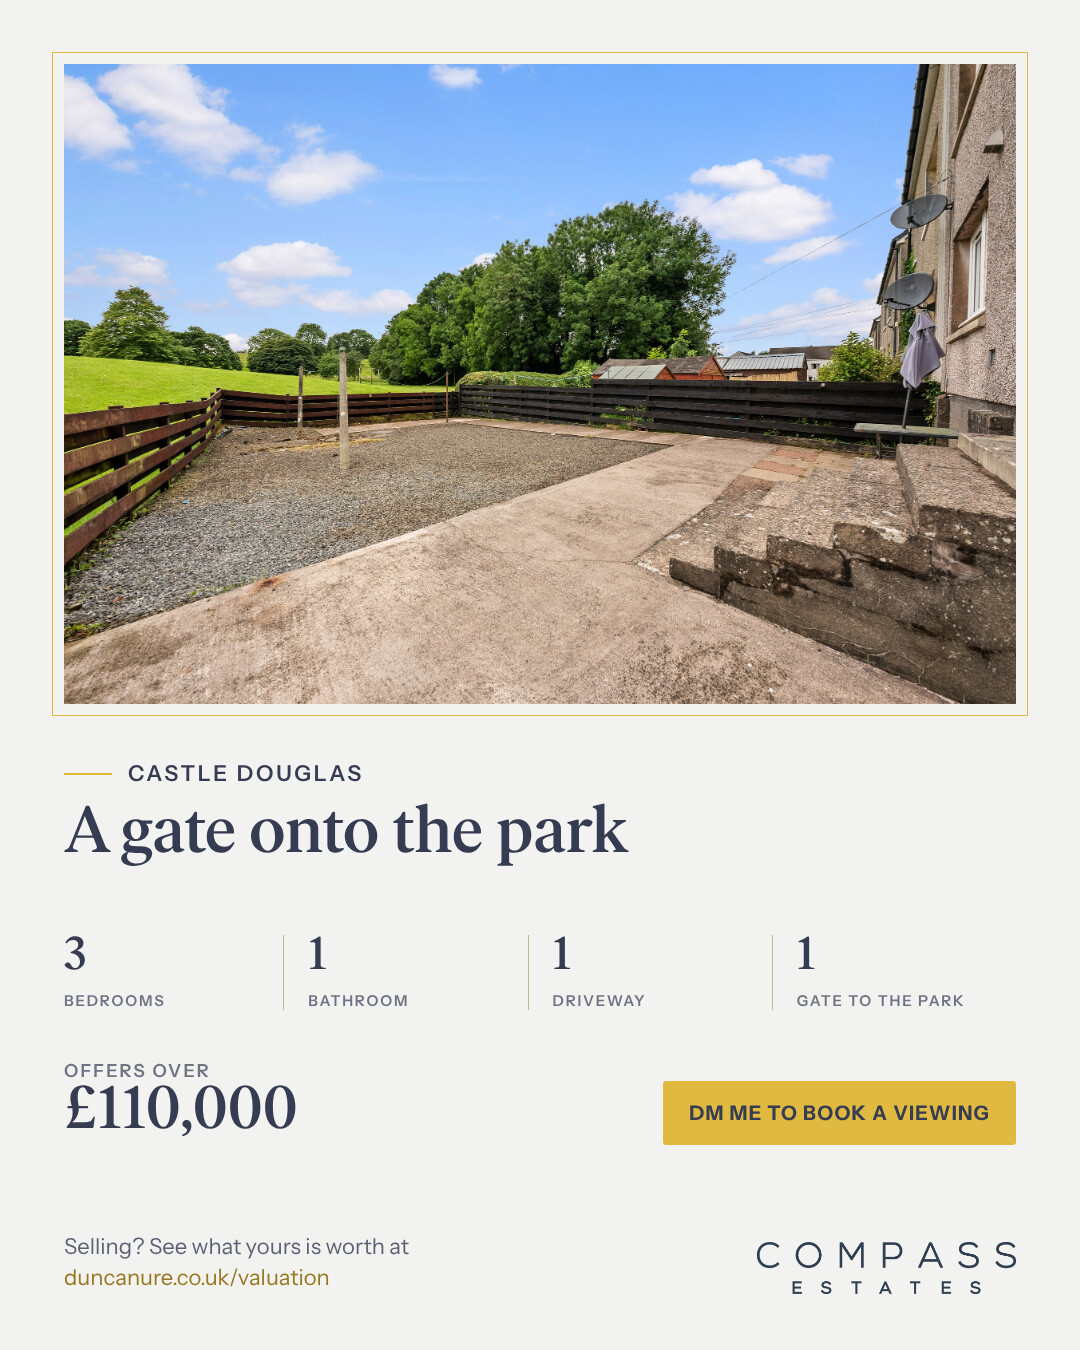 CASTLE DOUGLAS
A gate onto the park
3
BEDROOMS
1
BATHROOM
1
DRIVEWAY
1
GATE TO THE PARK
OFFERS OVER
£110,000
DM ME TO BOOK A VIEWING
Selling? See what yours is worth at
duncanure.co.uk/valuation
COMPASS
ESTATES